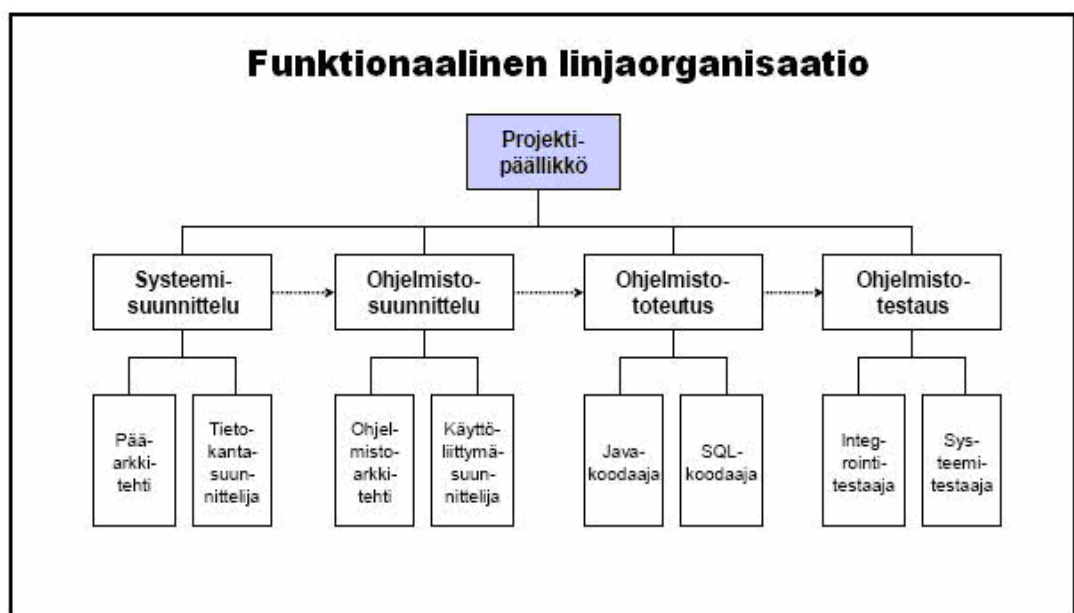 Funktionaalinen linjaorganisaatio
Projekti-
päällikkö
Systeemi-
suunnittelu
Ohjelmisto-
suunnittelu
Ohjelmisto-
toteutus
Ohjelmisto-
testaus
Pää-
arkki-
tehti
Tieto-
kanta-
suun-
nittelija
Ohjel-
misto-
arkki-
tehti
Käyttö-
liittymä-
suun-
nittelija
Java-
koodaaja
SQL-
koodaaja
Integ-
rointi-
testaaja
Sys-
teemi-
testaaja